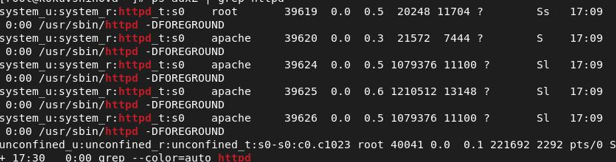 system_u:system_r:httpd_t:s0    root       39619  0.0  0.5  20248 11704 ?        Ss   17:09
 0:00 /usr/sbin/httpd -DFOREGROUND
system_u:system_r:httpd_t:s0    apache     39620  0.0  0.3  21572  7444 ?        S    17:09
 0:00 /usr/sbin/httpd -DFOREGROUND
system_u:system_r:httpd_t:s0    apache     39624  0.0  0.5 1079376 11100 ?       Sl   17:09
 0:00 /usr/sbin/httpd -DFOREGROUND
system_u:system_r:httpd_t:s0    apache     39625  0.0  0.6 1210512 13148 ?       Sl   17:09
 0:00 /usr/sbin/httpd -DFOREGROUND
system_u:system_r:httpd_t:s0    apache     39626  0.0  0.5 1079376 11100 ?       Sl   17:09
 0:00 /usr/sbin/httpd -DFOREGROUND
unconfined_u:unconfined_r:unconfined_t:s0-s0:c0.c1023 root 40041 0.0  0.1 221692 2292 pts/0 S
+ 17:30   0:00 grep --color=auto httpd